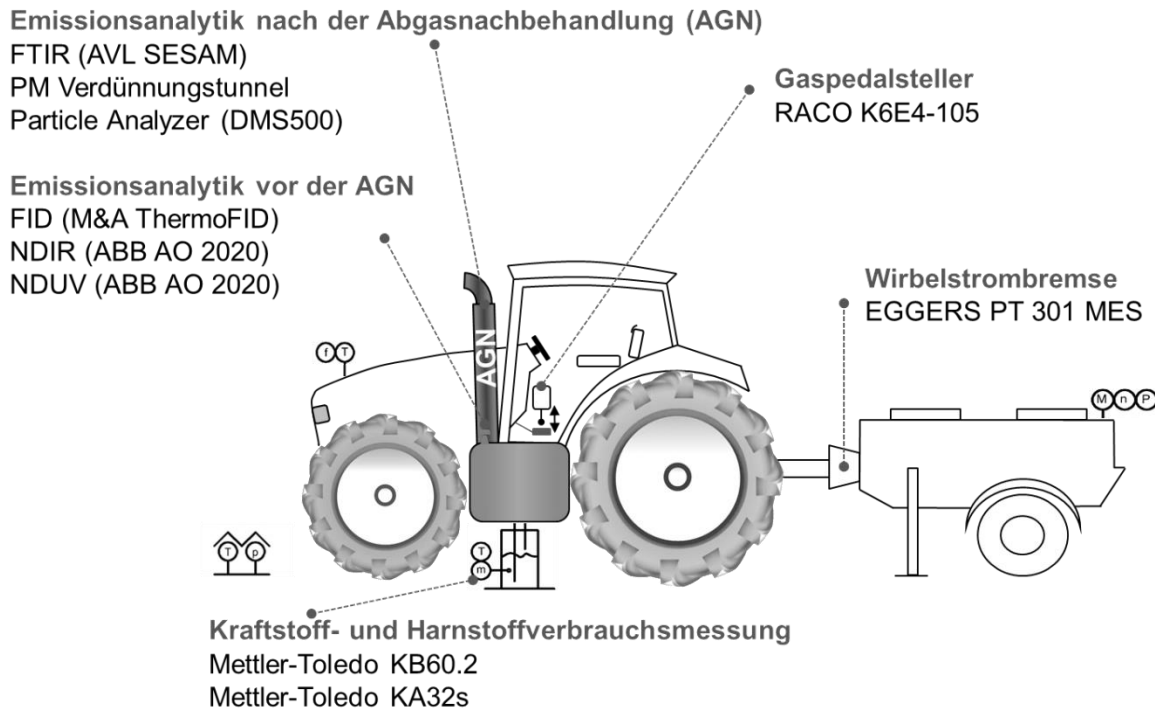 Emissionsanalytik nach der Abgasnachbehandlung (AGN)
FTIR (AVL SESAM)
PM Verdünnungstunnel
Particle Analyzer (DMS500)
Gaspedalsteller
RACO K6E4-105
Emissionsanalytik vor der AGN
FID (M&A ThermoFID)
NDIR (ABB AO 2020)
NDUV (ABB AO 2020)
Wirbelstrombremse
EGGERS PT 301 MES
AGN
f T
M n P
T p
T
m
Kraftstoff- und Harnstoffverbrauchsmessung
Mettler-Toledo KB60.2
Mettler-Toledo KA32s